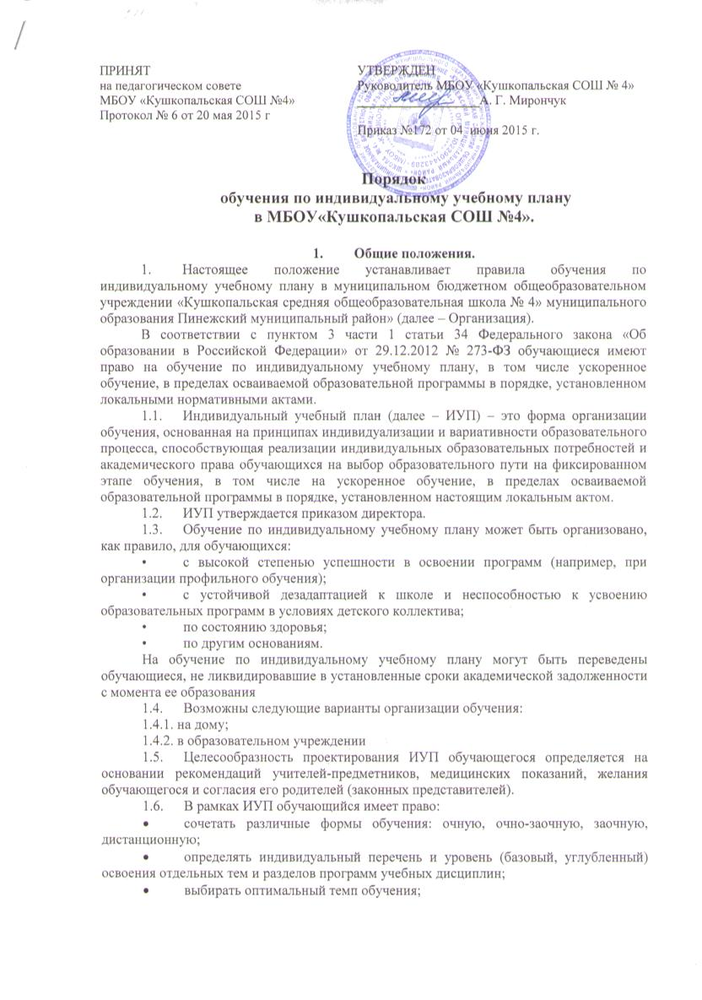 ПРИНЯТ
на педагогическом совете
МБОУ «Кушкопальская СОШ №4»
Протокол № 6 от 20 мая 2015 г
УТВЕРЖДЕН
Руководитель МБОУ «Кушкопальская СОШ № 4»
А. Г. Мирончук
Приказ №172 от 04 июня 2015 г.
Порядок
обучения по индивидуальному учебному плану
в МБОУ«Кушкопальская СОШ №4».
1. Общие положения.
1. Настоящее положение устанавливает правила обучения по
индивидуальному учебному плану в муниципальном бюджетном общеобразовательном
учреждении «Кушкопальская средняя общеобразовательная школа № 4» муниципального
образования Пинежский муниципальный район» (далее – Организация).
В соответствии с пунктом 3 части 1 статьи 34 Федерального закона «Об
образовании в Российской Федерации» от 29.12.2012 № 273-ФЗ обучающиеся имеют
право на обучение по индивидуальному учебному плану, в том числе ускоренное
обучение, в пределах осваиваемой образовательной программы в порядке, установленном
локальными нормативными актами.
1.1. Индивидуальный учебный план (далее – ИУП) – это форма организации
обучения, основанная на принципах индивидуализации и вариативности образовательного
процесса, способствующая реализации индивидуальных образовательных потребностей и
академического права обучающихся на выбор образовательного пути на фиксированном
этапе обучения, в том числе на ускоренное обучение, в пределах осваиваемой
образовательной программы в порядке, установленном настоящим локальным актом.
1.2. ИУП утверждается приказом директора.
1.3. Обучение по индивидуальному учебному плану может быть организовано,
как правило, для обучающихся:
• с высокой степенью успешности в освоении программ (например, при
организации профильного обучения);
• с устойчивой дезадаптацией к школе и неспособностью к усвоению
образовательных программ в условиях детского коллектива;
• по состоянию здоровья;
• по другим основаниям.
На обучение по индивидуальному учебному плану могут быть переведены
обучающиеся, не ликвидировавшие в установленные сроки академической задолженности
с момента ее образования
1.4. Возможны следующие варианты организации обучения:
1.4.1. на дому;
1.4.2. в образовательном учреждении
1.5. Целесообразность проектирования ИУП обучающегося определяется на
основании рекомендаций учителей-предметников, медицинских показаний, желания
обучающегося и согласия его родителей (законных представителей).
1.6. В рамках ИУП обучающийся имеет право:
• сочетать различные формы обучения: очную, очно-заочную, заочную,
дистанционную;
• определять индивидуальный перечень и уровень (базовый, углубленный)
освоения отдельных тем и разделов программ учебных дисциплин;
• выбирать оптимальный темп обучения;